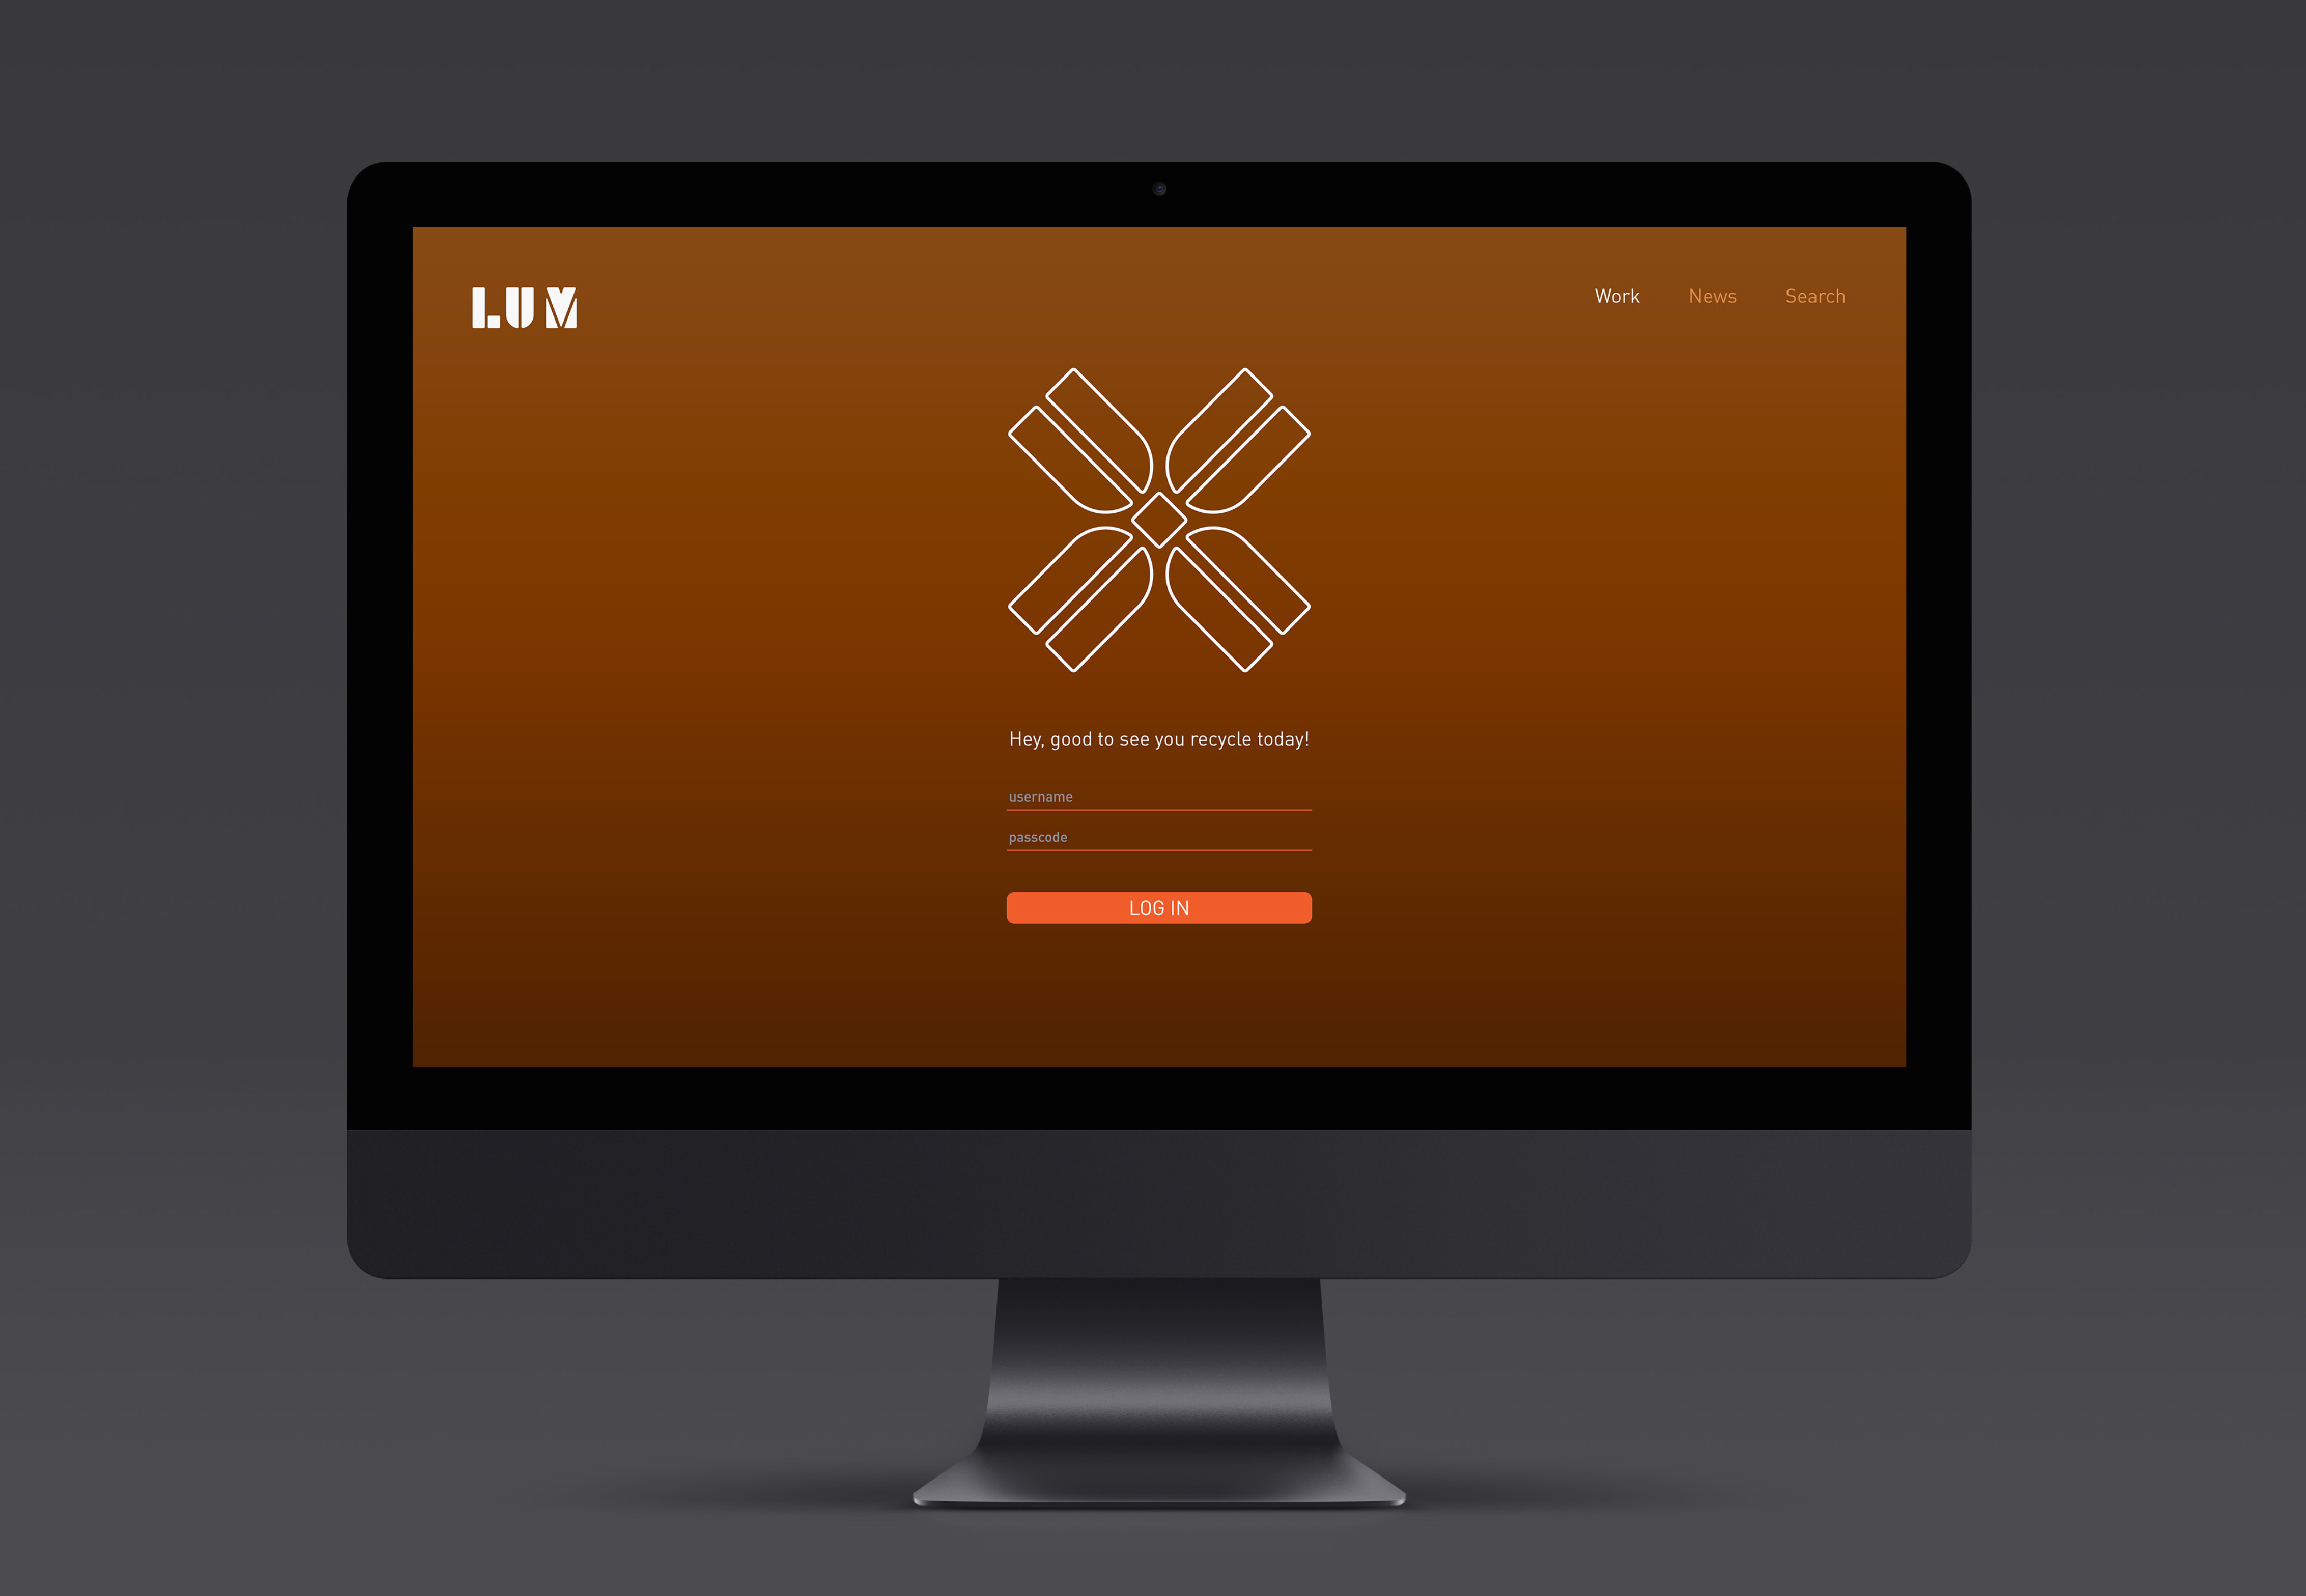 LUM
Work News Search
Hey, good to see you recycle today!
username
passcode
LOG IN